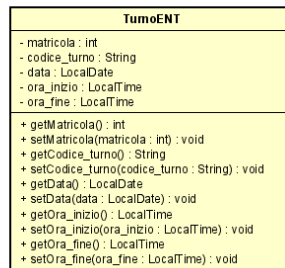 TurnoENT
- matricola : int
- codice_turno : String
- data : LocalDate
- ora_inizio : LocalTime
- ora_fine : LocalTime
+ getMatricola() : int
+ setMatricola(matricola : int) : void
+ getCodice_turno() : String
+ setCodice_turno(codice_turno : String) : void
+ getData() : LocalDate
+ setData(data : LocalDate) : void
+ getOra_inizio() : LocalTime
+ setOra_inizio(ora_inizio : LocalTime) : void
+ getOra_fine() : LocalTime
+ setOra_fine(ora_fine : LocalTime) : void